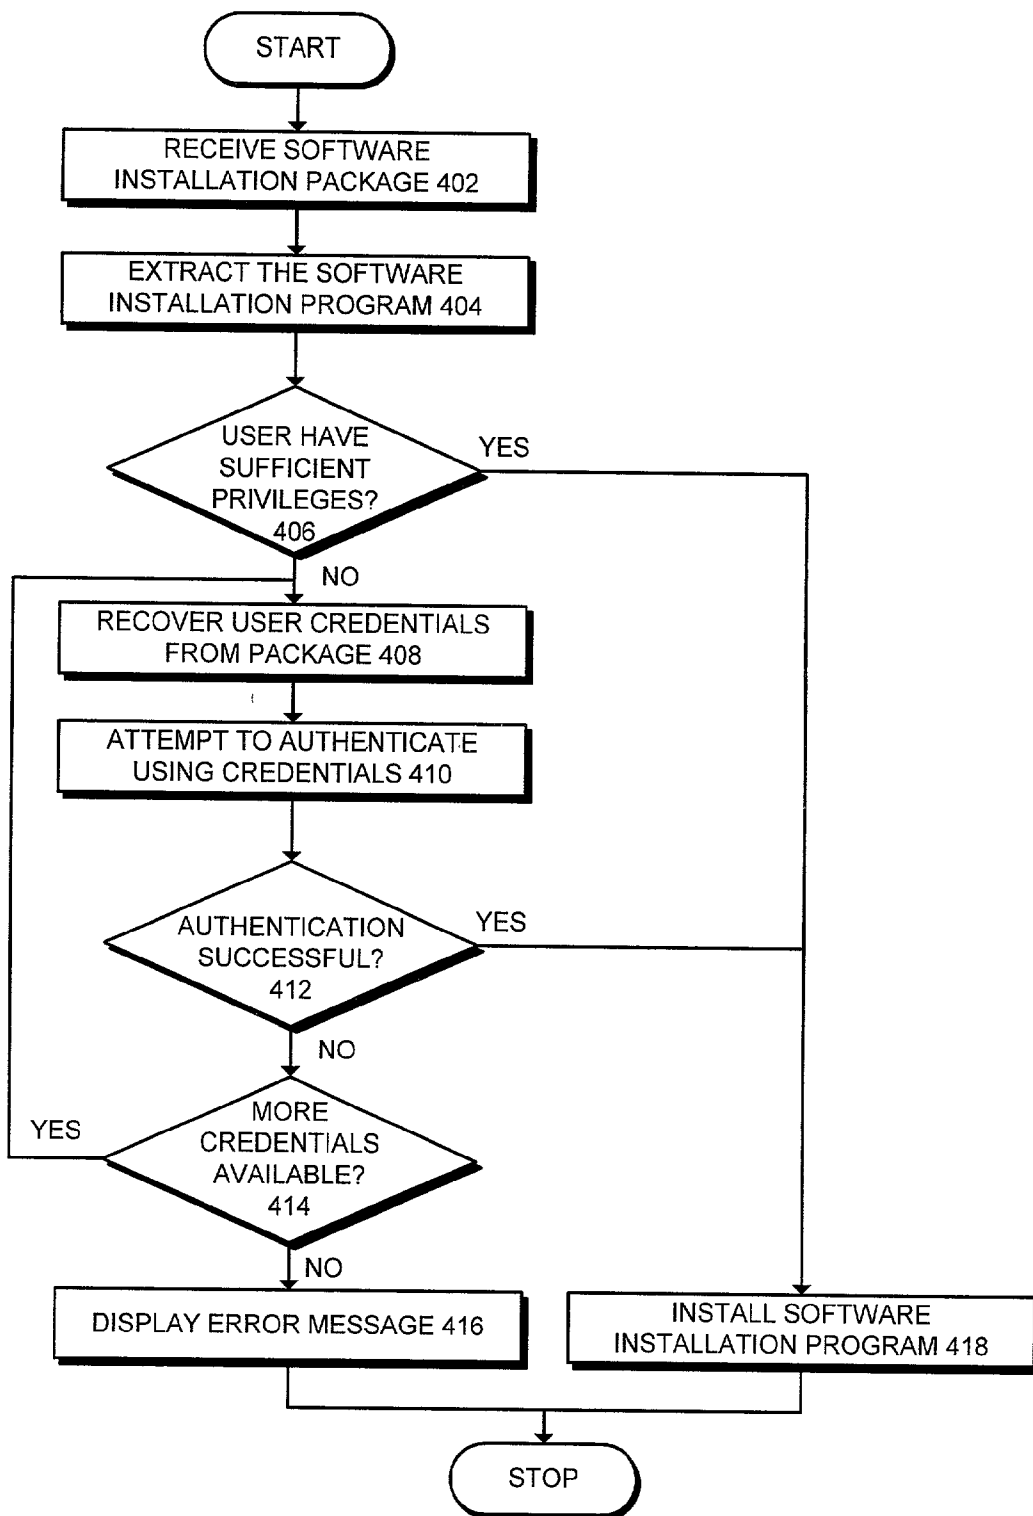 START
RECEIVE SOFTWARE
INSTALLATION PACKAGE 402
EXTRACT THE SOFTWARE
INSTALLATION PROGRAM 404
USER HAVE
SUFFICIENT
PRIVILEGES?
406
YES
NO
RECOVER USER CREDENTIALS
FROM PACKAGE 408
ATTEMPT TO AUTHENTICATE
USING CREDENTIALS 410
AUTHENTICATION
SUCCESSFUL?
412
YES
NO
MORE
CREDENTIALS
AVAILABLE?
414
YES
NO
DISPLAY ERROR MESSAGE 416
INSTALL SOFTWARE
INSTALLATION PROGRAM 418
STOP